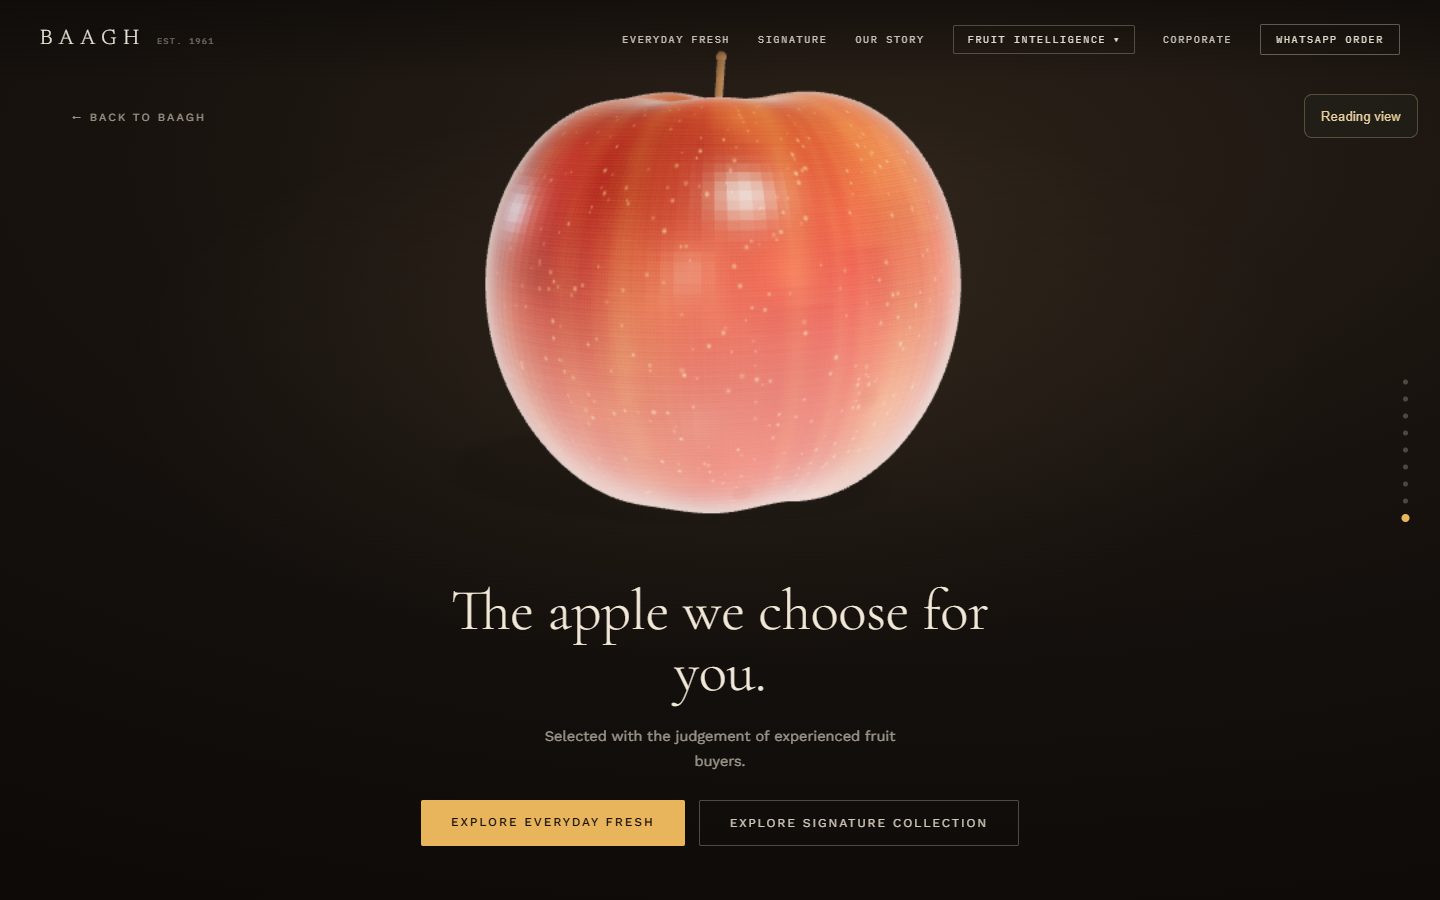 BAAGH EST. 1961
EVERYDAY FRESH SIGNATURE OUR STORY FRUIT INTELLIGENCE ▾ CORPORATE WHATSAPP ORDER
← BACK TO BAAGH
Reading view
The apple we choose for
you.
Selected with the judgement of experienced fruit
buyers.
EXPLORE EVERYDAY FRESH
EXPLORE SIGNATURE COLLECTION